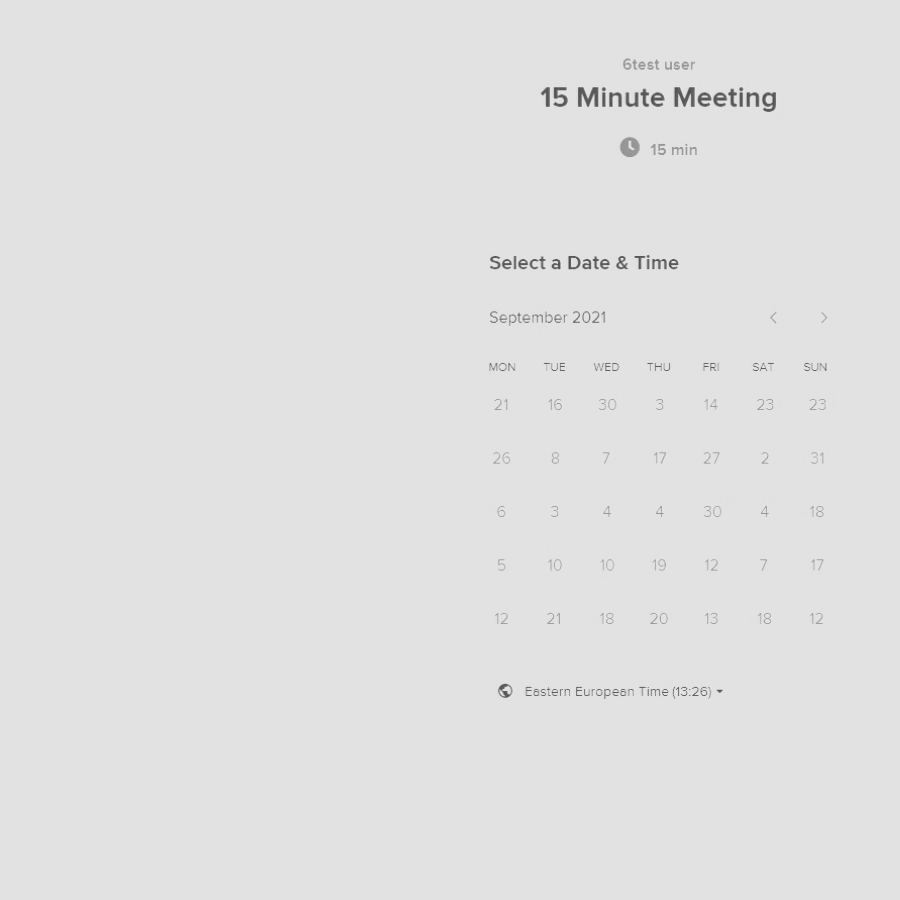 6test user
15 Minute Meeting
15 min
Select a Date & Time
September 2021
MON TUE WED THU FRI SAT SUN
21 16 30 3 14 23 23
26 8 7 17 27 2 31
6 3 4 4 30 4 18
5 10 10 19 12 7 17
12 21 18 20 13 18 12
Eastern European Time (13:26)